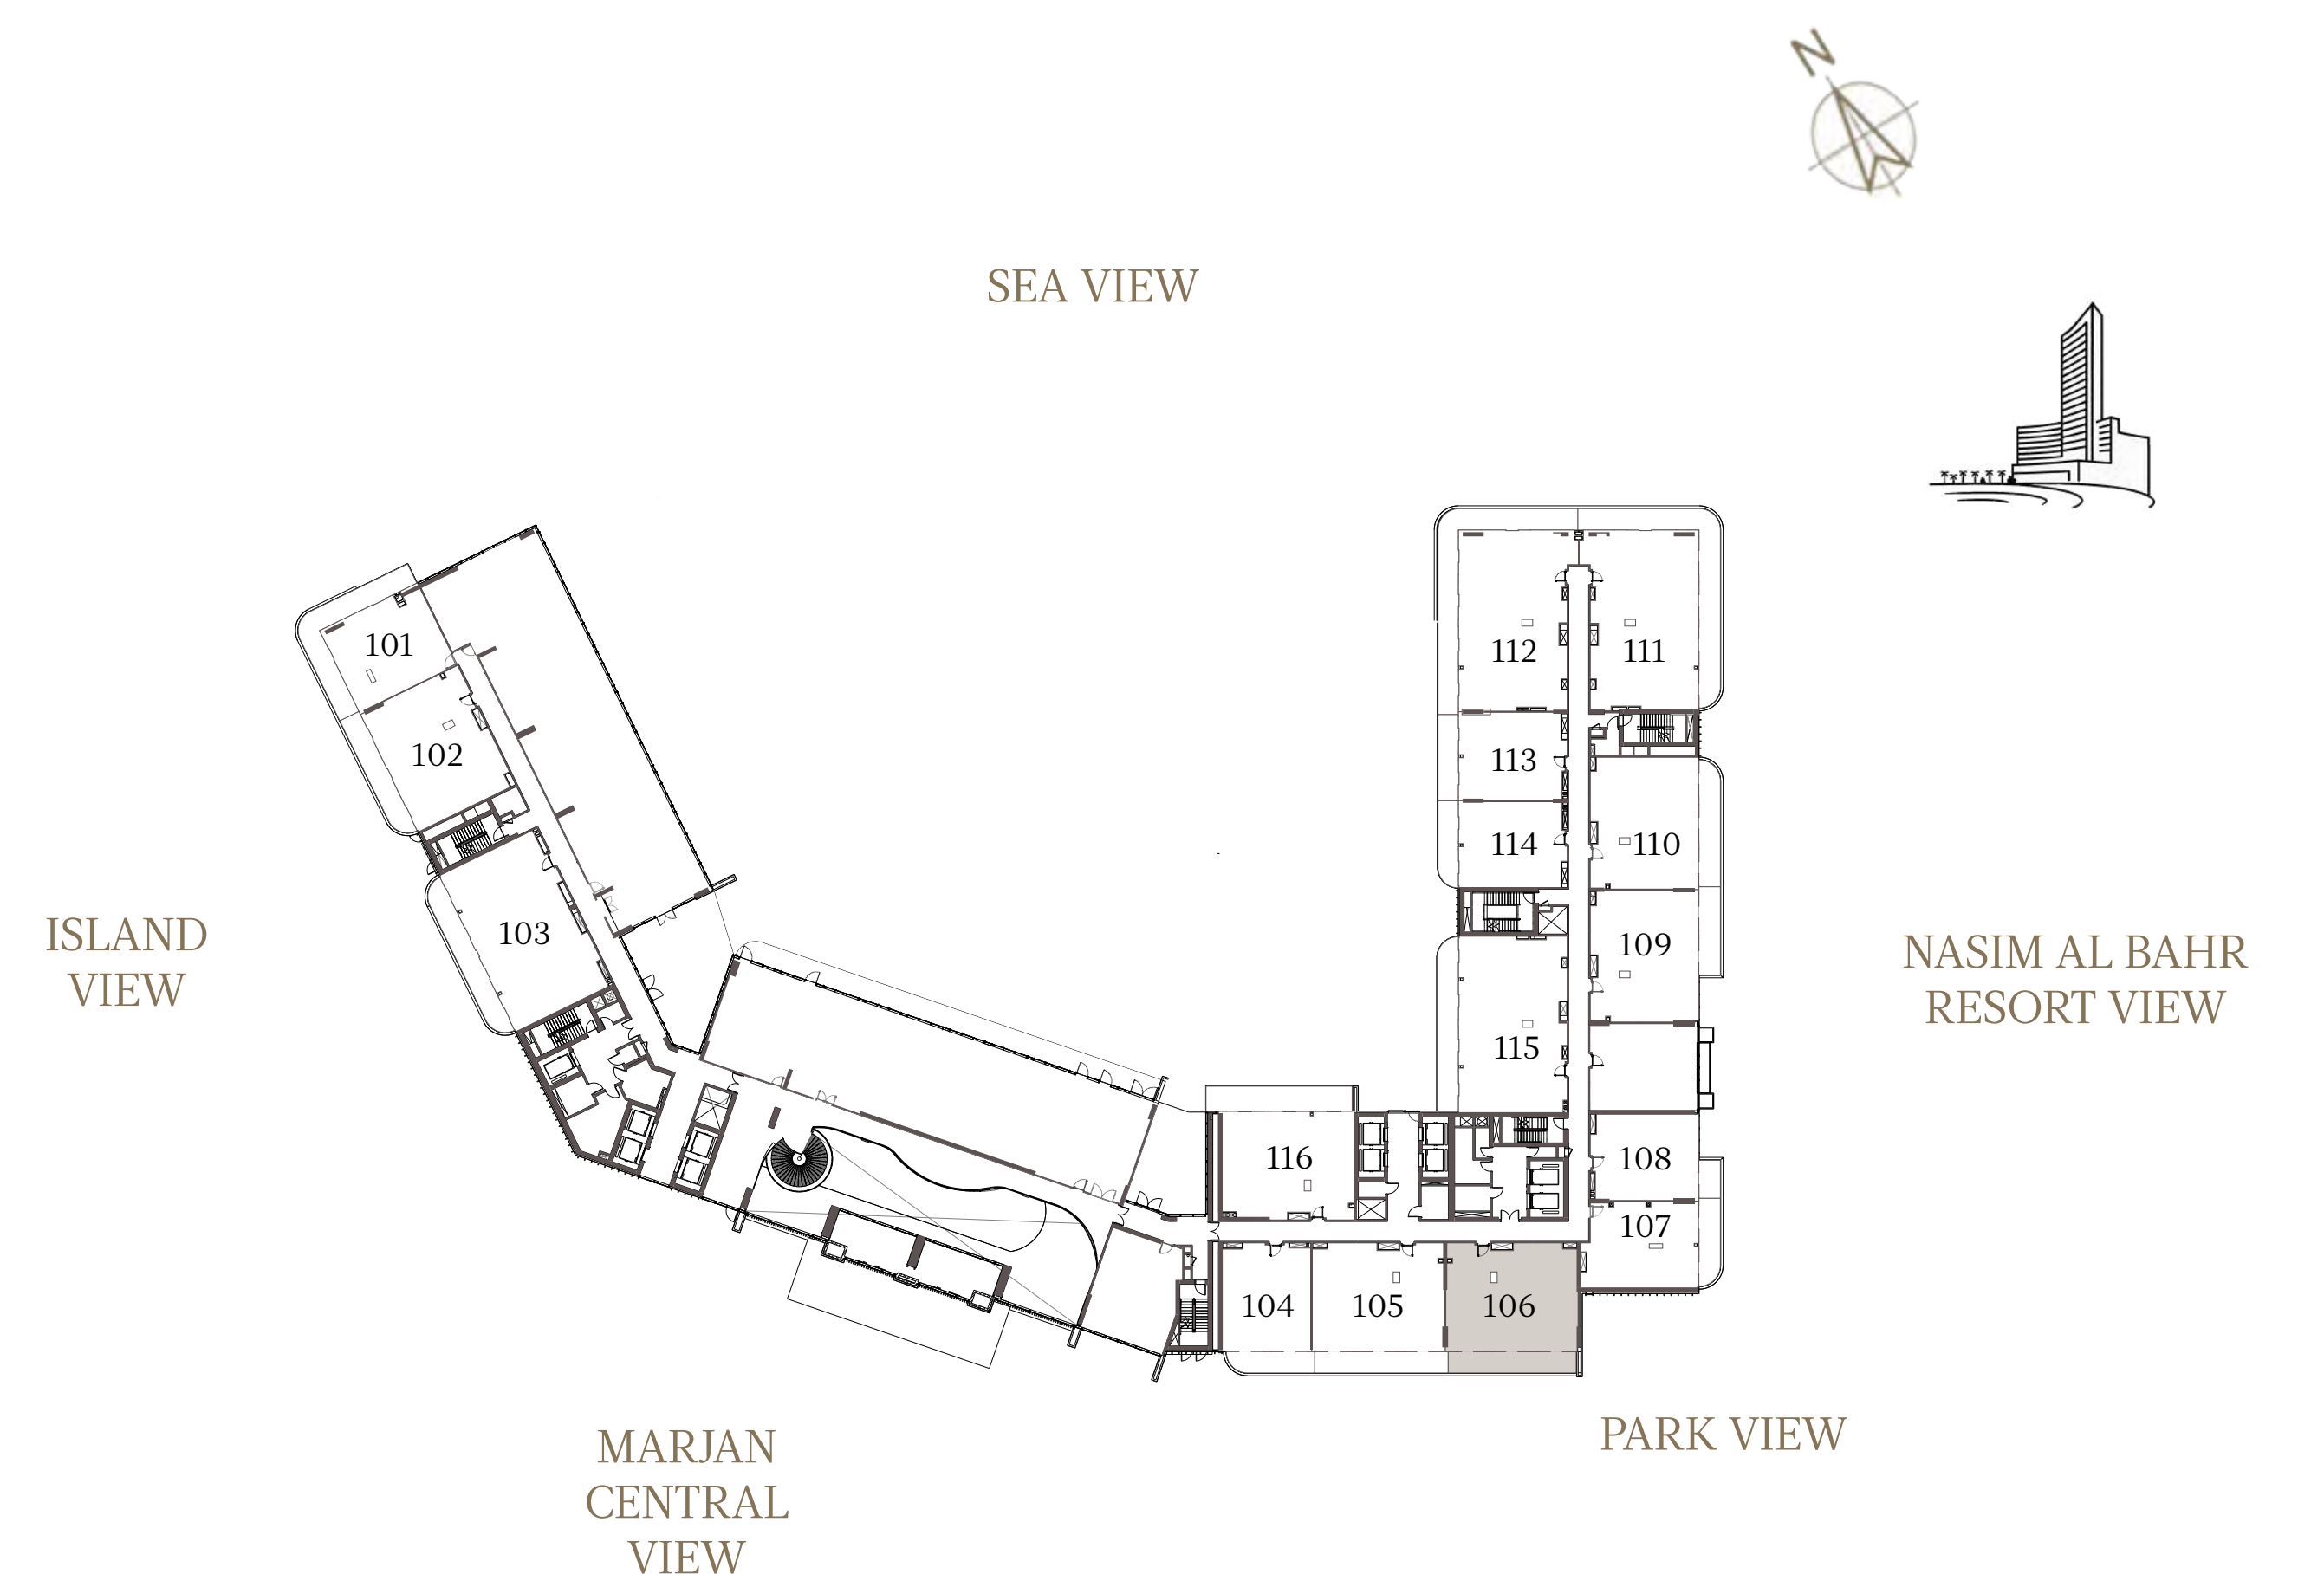 N
SEA VIEW
101
102
103
112
111
113
114
110
109
115
116
108
107
104
105
106
ISLAND
VIEW
NASIM AL BAHR
RESORT VIEW
PARK VIEW
MARJAN
CENTRAL
VIEW